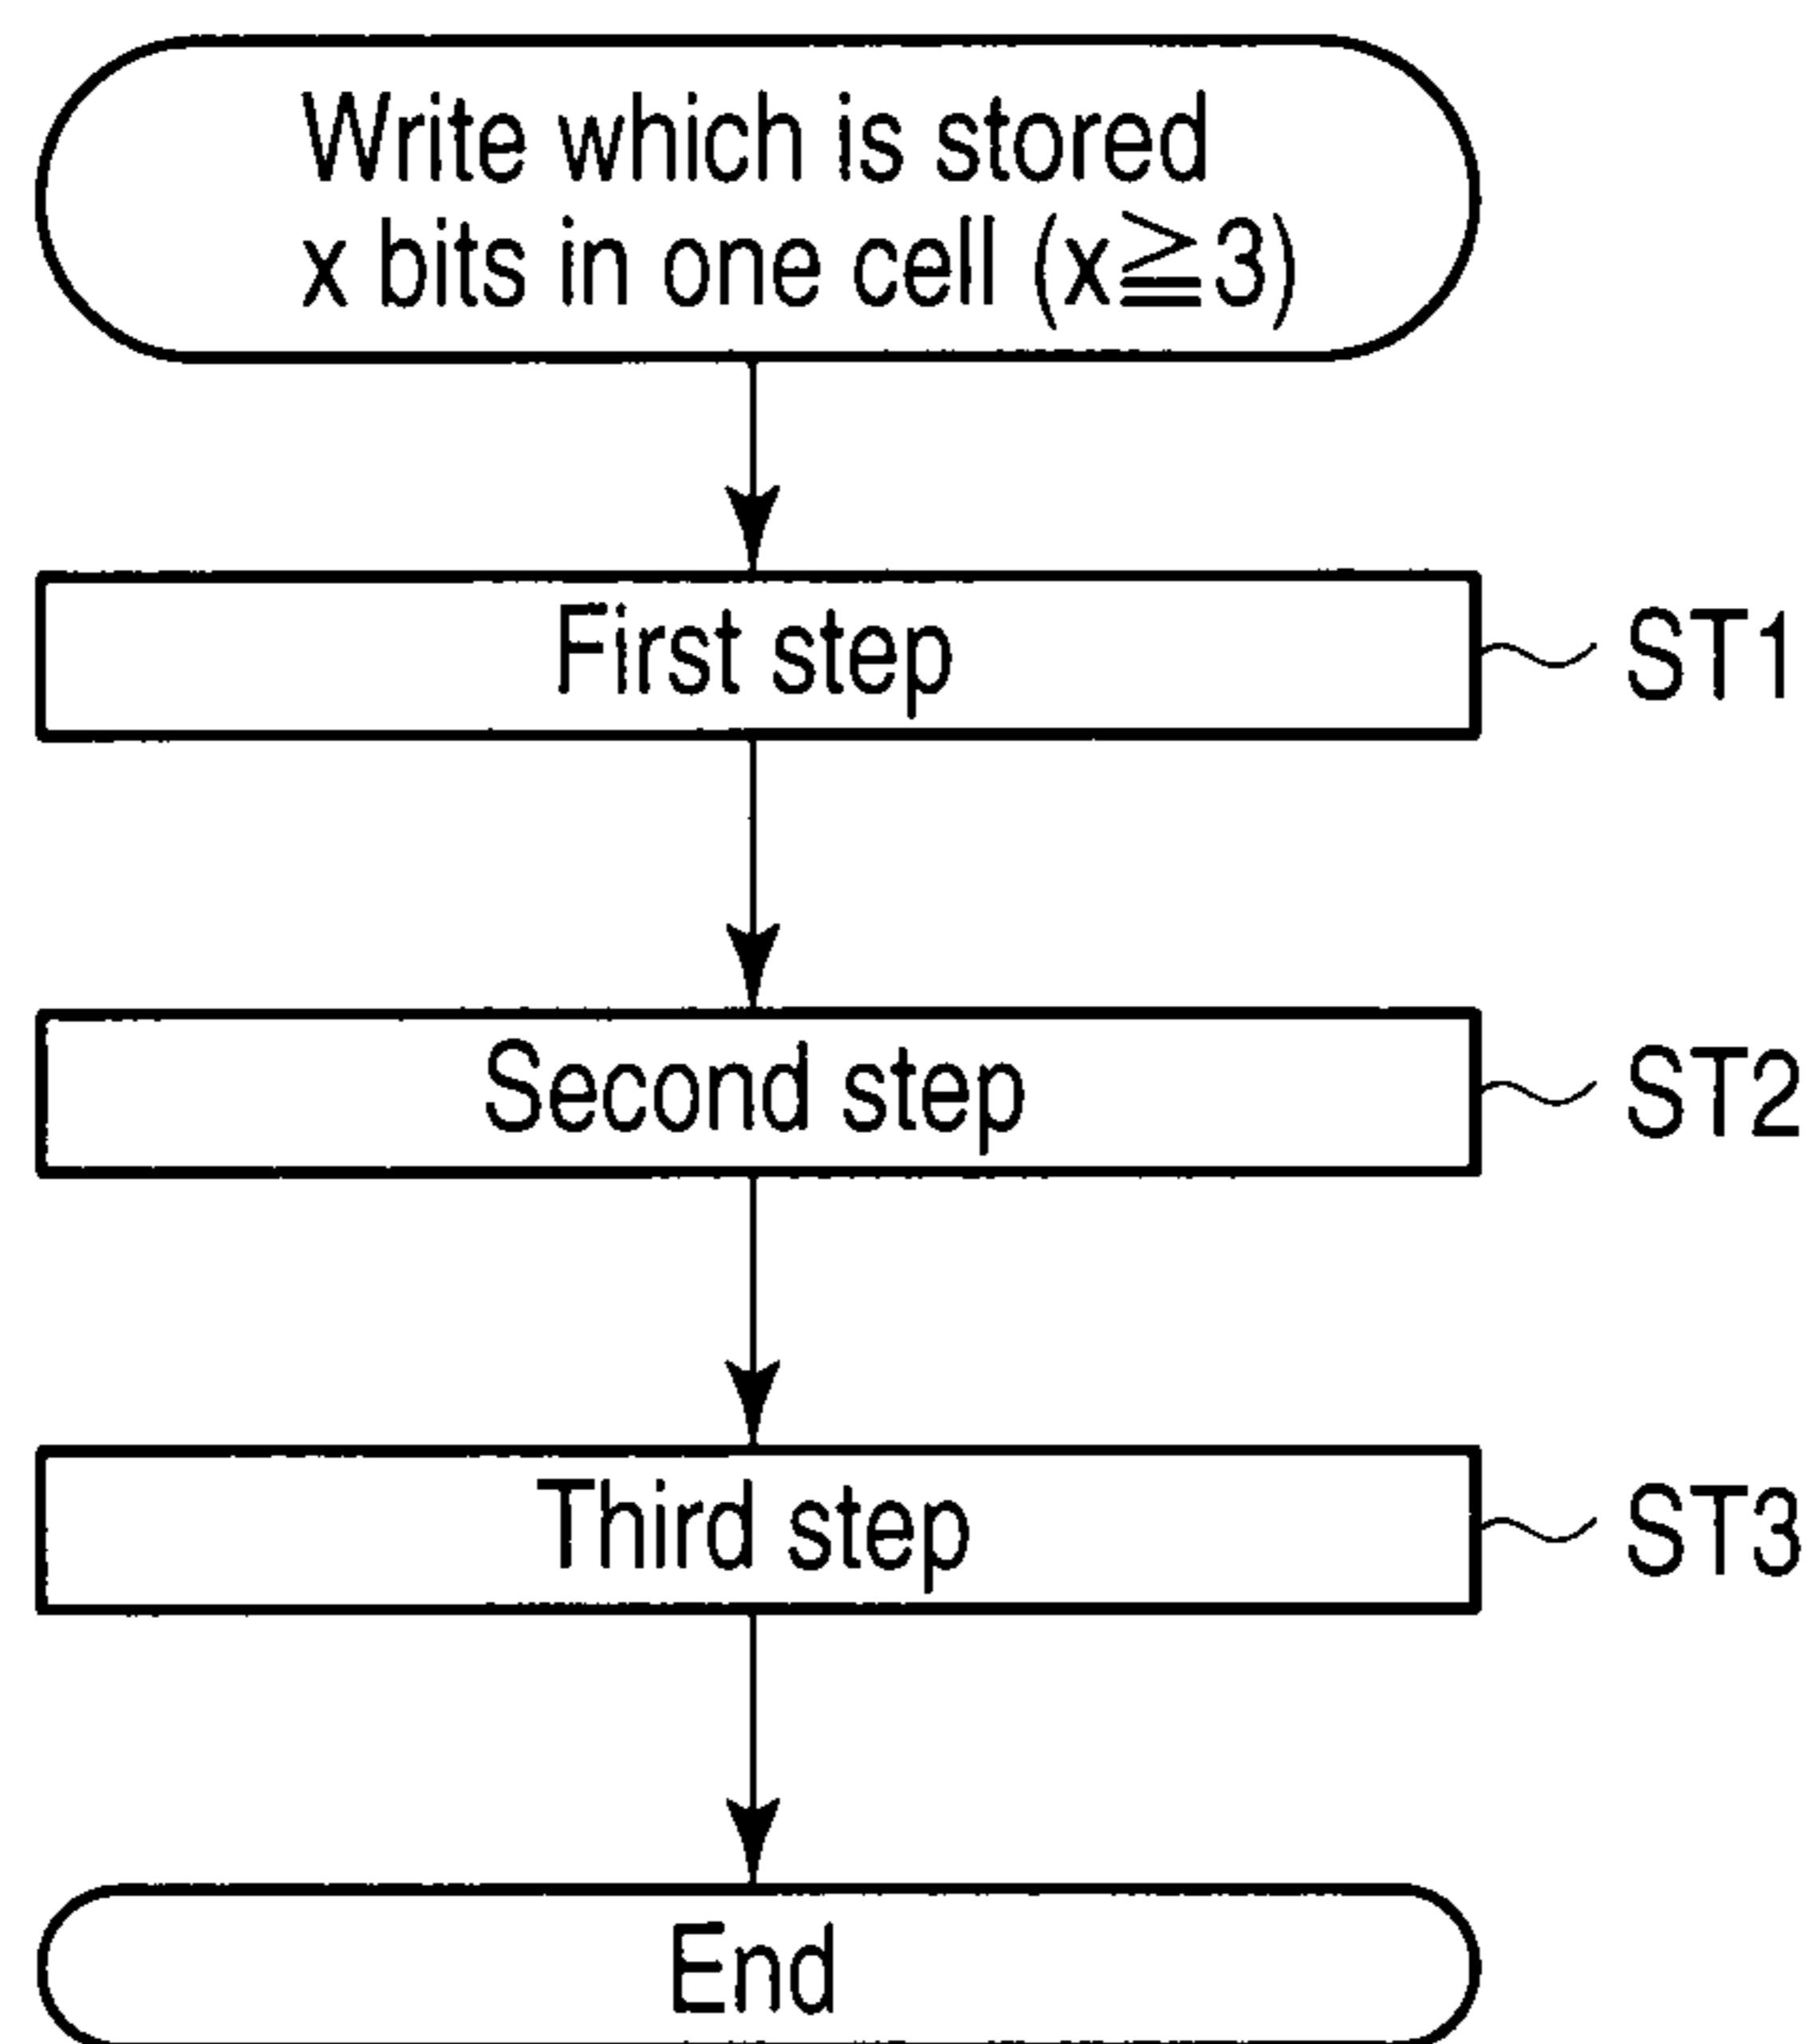 Write which is stored
x bits in one cell (x≧3)
First step
ST1
Second step
ST2
Third step
ST3
End